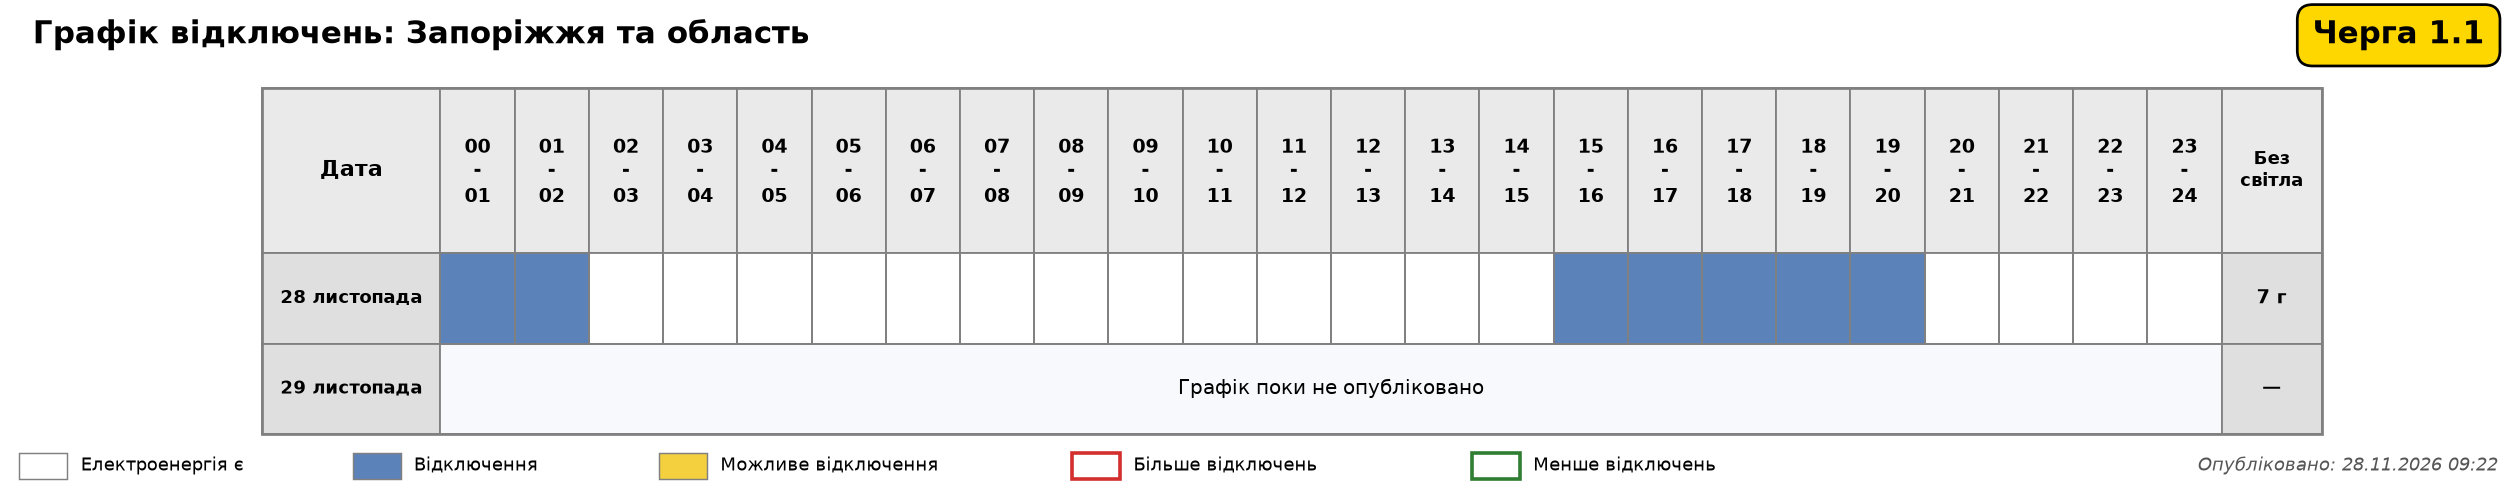 Графік відключень: Запоріжжя та область
Черга 1.1
Дата
00 - 01
01 - 02
02 - 03
03 - 04
04 - 05
05 - 06
06 - 07
07 - 08
08 - 09
09 - 10
10 - 11
11 - 12
12 - 13
13 - 14
14 - 15
15 - 16
16 - 17
17 - 18
18 - 19
19 - 20
20 - 21
21 - 22
22 - 23
23 - 24
Без
світла
28 листопада
7 г
29 листопада
Графік поки не опубліковано
—
Електроенергія є
Відключення
Можливе відключення
Більше відключень
Менше відключень
Опубліковано: 28.11.2026 09:22